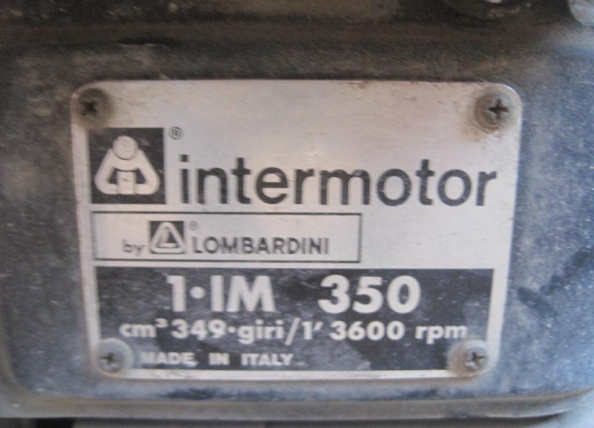 ® intermotor
by ® LOMBARDINI
1·IM 350
cm³ 349·giri/1' 3600 rpm
MADE IN ITALY